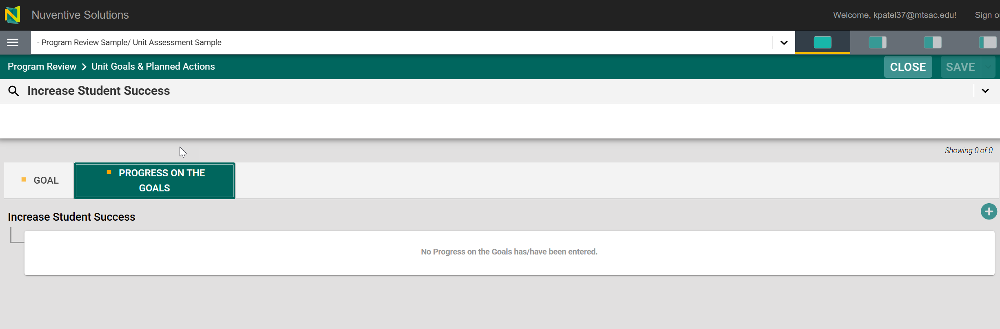 Nuventive Solutions
Welcome, kpatel37@mtsac.edu!
Sign o
- Program Review Sample/ Unit Assessment Sample
Program Review > Unit Goals & Planned Actions
CLOSE
SAVE
Increase Student Success
Showing 0 of 0
GOAL
PROGRESS ON THE
GOALS
Increase Student Success
No Progress on the Goals has/have been entered.